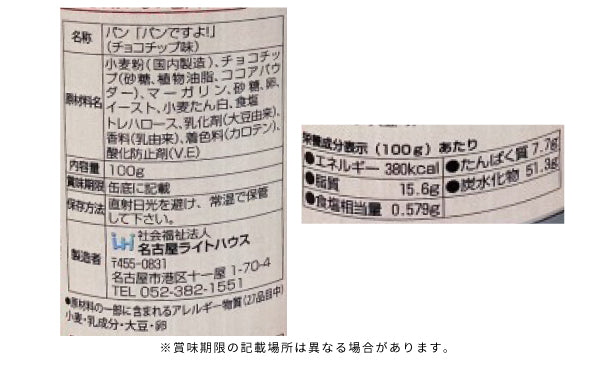 名称
パン「パンですよ!」
(チョコチップ味)
原材料名
小麦粉(国内製造)、チョコチ
ップ(砂糖、植物油脂、ココアパウ
ダー)、マーガリン、砂糖、卵、
イースト、小麦たん白、食塩
トレハロース、乳化剤(大豆由来)、
香料(乳由来)、着色料(カロテン)、
酸化防止剤(V.E)
内容量 100g
賞味期限 缶底に記載
保存方法 直射日光を避け、常温で保管
して下さい。
製造者
社会福祉法人
名古屋ライトハウス
〒455-0831
名古屋市港区十一屋1-70-4
TEL 052-382-1551
●原材料の一部に含まれるアレルギー物質(27品目中)
小麦・乳成分・大豆・卵
栄養成分表示(100g)あたり
●エネルギー 380kcal
●たんぱく質 7.7g
●脂質 15.6g
●炭水化物 51.3g
●食塩相当量 0.579g
※賞味期限の記載場所は異なる場合があります。